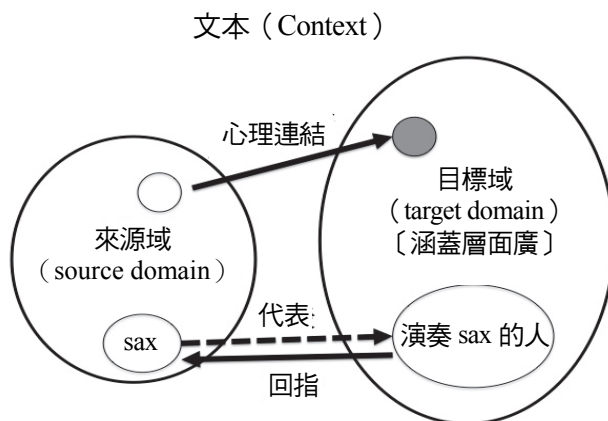 文本（Context）
心理連結
目標域
（target domain）
〔涵蓋層面廣〕
來源域
（source domain）
代表:
sax
演奏 sax 的人
回指